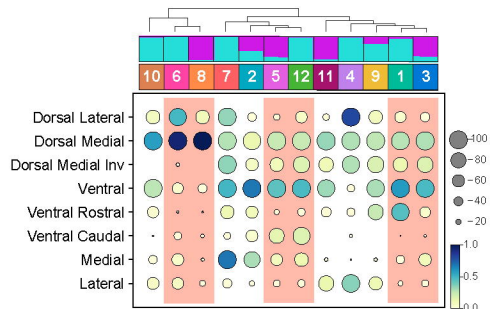 10 6 8 7 2 5 12 11 4 9 1 3
Dorsal Lateral
Dorsal Medial
Dorsal Medial Inv
Ventral
Ventral Rostral
Ventral Caudal
Medial
Lateral
100
80
60
40
20
1.0
0.5
0.0